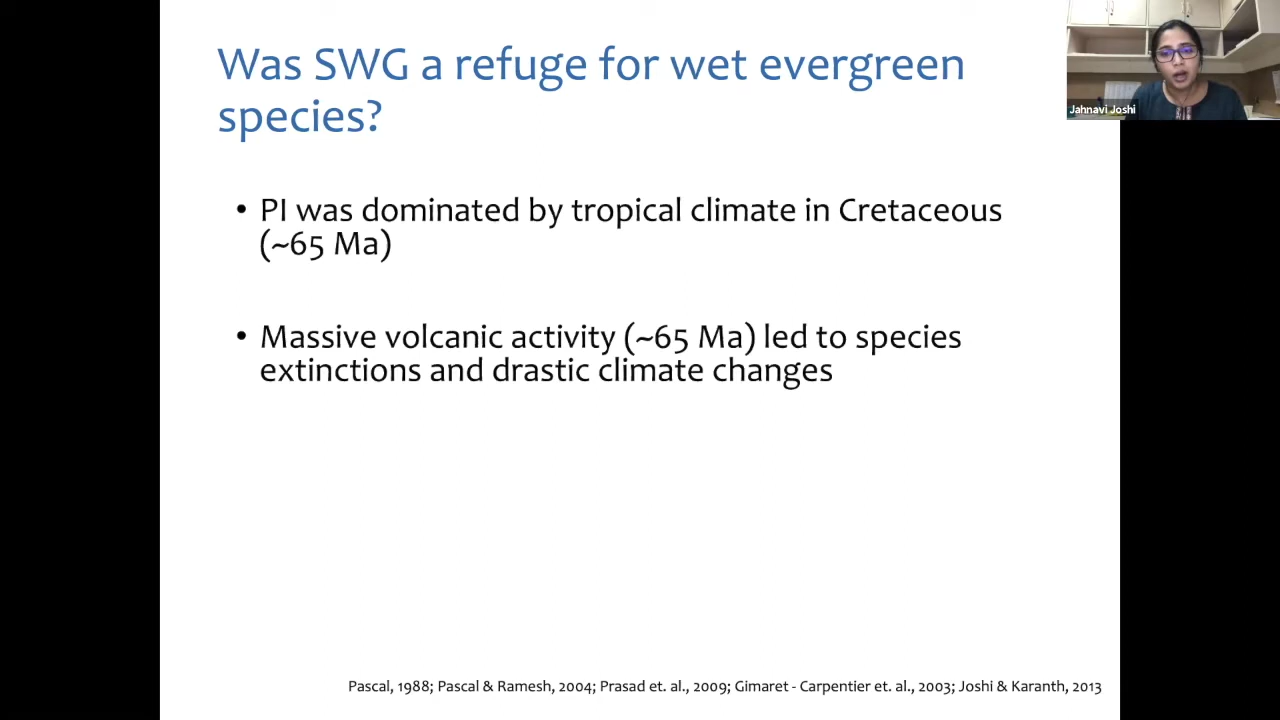 Was SWG a refuge for wet evergreen
species?
Jahnavi Joshi
• PI was dominated by tropical climate in Cretaceous
(~65 Ma)
• Massive volcanic activity (~65 Ma) led to species
extinctions and drastic climate changes
Pascal, 1988; Pascal & Ramesh, 2004; Prasad et. al., 2009; Gimaret - Carpentier et. al., 2003; Joshi & Karanth, 2013